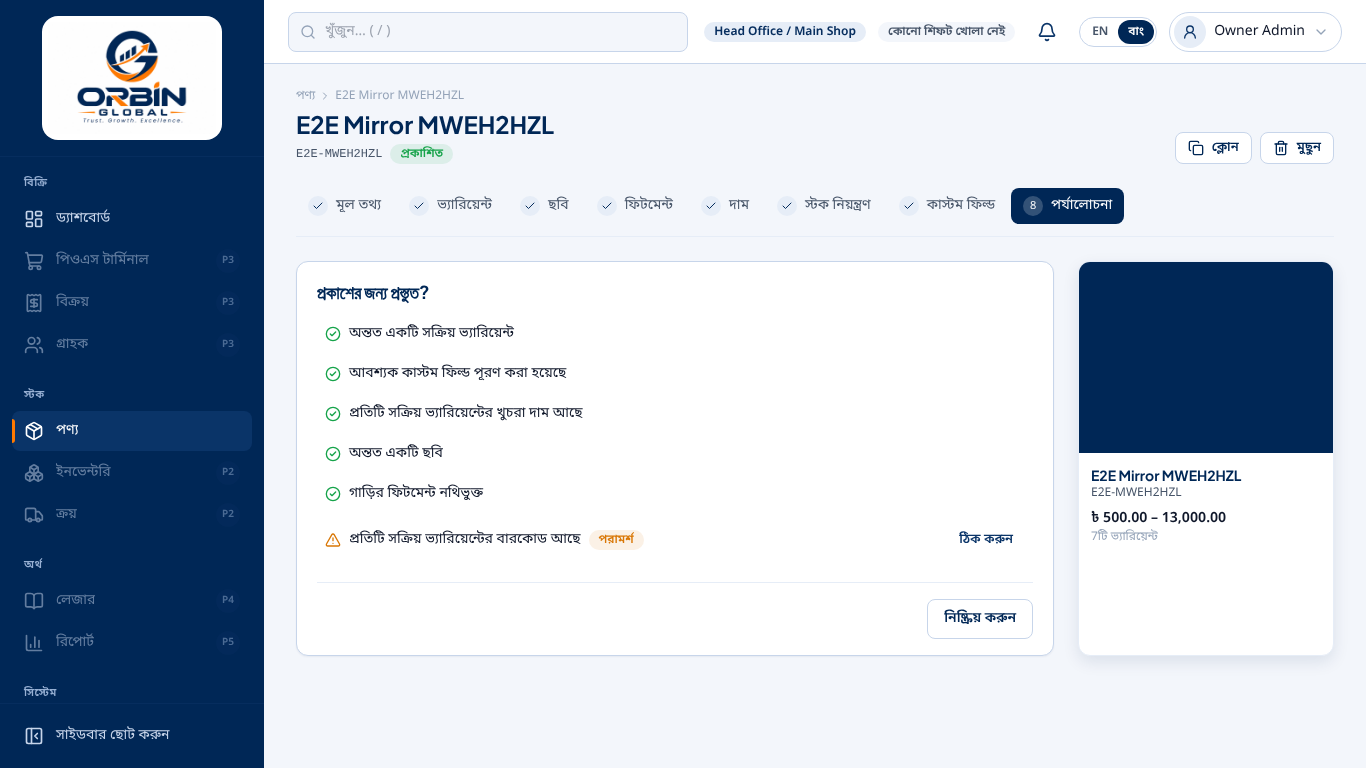 ORBIN
GLOBAL
Trust. Growth. Excellence.
খুঁজুন... ( / )
Head Office / Main Shop
কোনো শিফট খোলা নেই
EN
বাং
Owner Admin
বিক্রি
ড্যাশবোর্ড
পিওএস টার্মিনাল P3
বিক্রয় P3
গ্রাহক P3
স্টক
পণ্য
ইনভেন্টরি P2
ক্রয় P2
অর্থ
লেজার P4
রিপোর্ট P5
সিস্টেম
সাইডবার ছোট করুন
পণ্য > E2E Mirror MWEH2HZL
E2E Mirror MWEH2HZL
E2E-MWEH2HZL প্রকাশিত
ক্লোন
মুছুন
মূল তথ্য
ভ্যারিয়েন্ট
ছবি
ফিটমেন্ট
দাম
স্টক নিয়ন্ত্রণ
কাস্টম ফিল্ড
8 পর্যালোচনা
প্রকাশের জন্য প্রস্তুত?
অন্তত একটি সক্রিয় ভ্যারিয়েন্ট
আবশ্যক কাস্টম ফিল্ড পূরণ করা হয়েছে
প্রতিটি সক্রিয় ভ্যারিয়েন্টের খুচরা দাম আছে
অন্তত একটি ছবি
গাড়ির ফিটমেন্ট নথিভুক্ত
প্রতিটি সক্রিয় ভ্যারিয়েন্টের বারকোড আছে পরামর্শ ঠিক করুন
নিষ্ক্রিয় করুন
E2E Mirror MWEH2HZL
E2E-MWEH2HZL
৳ 500.00 – 13,000.00
7টি ভ্যারিয়েন্ট